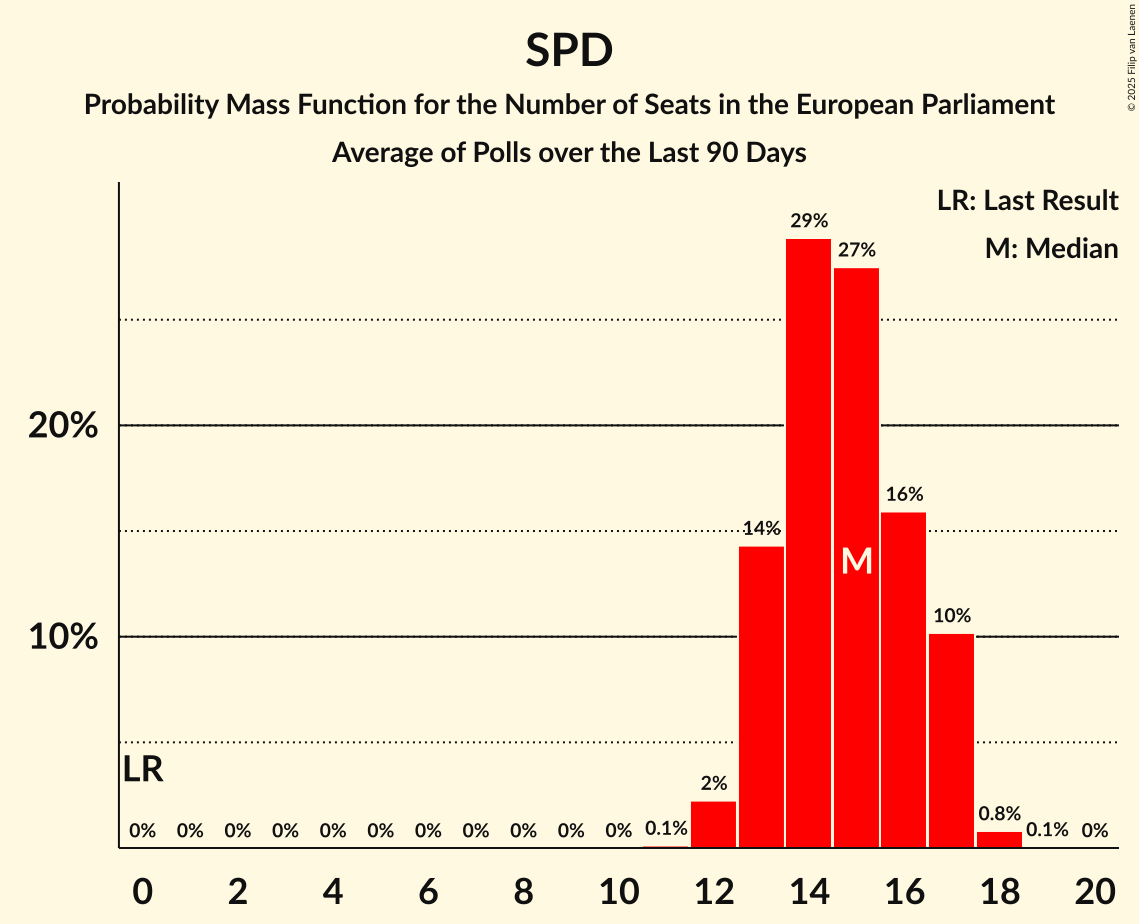 SPD
Probability Mass Function for the Number of Seats in the European Parliament
Average of Polls over the Last 90 Days
© 2025 Filip van Laenen
LR: Last Result
M: Median
29%
27%
20%
16%
14%
M
10%
10%
LR
2%
0% 0% 0% 0% 0% 0% 0% 0% 0% 0% 0% 0.1% 0.8% 0.1% 0%
0 2 4 6 8 10 12 14 16 18 20